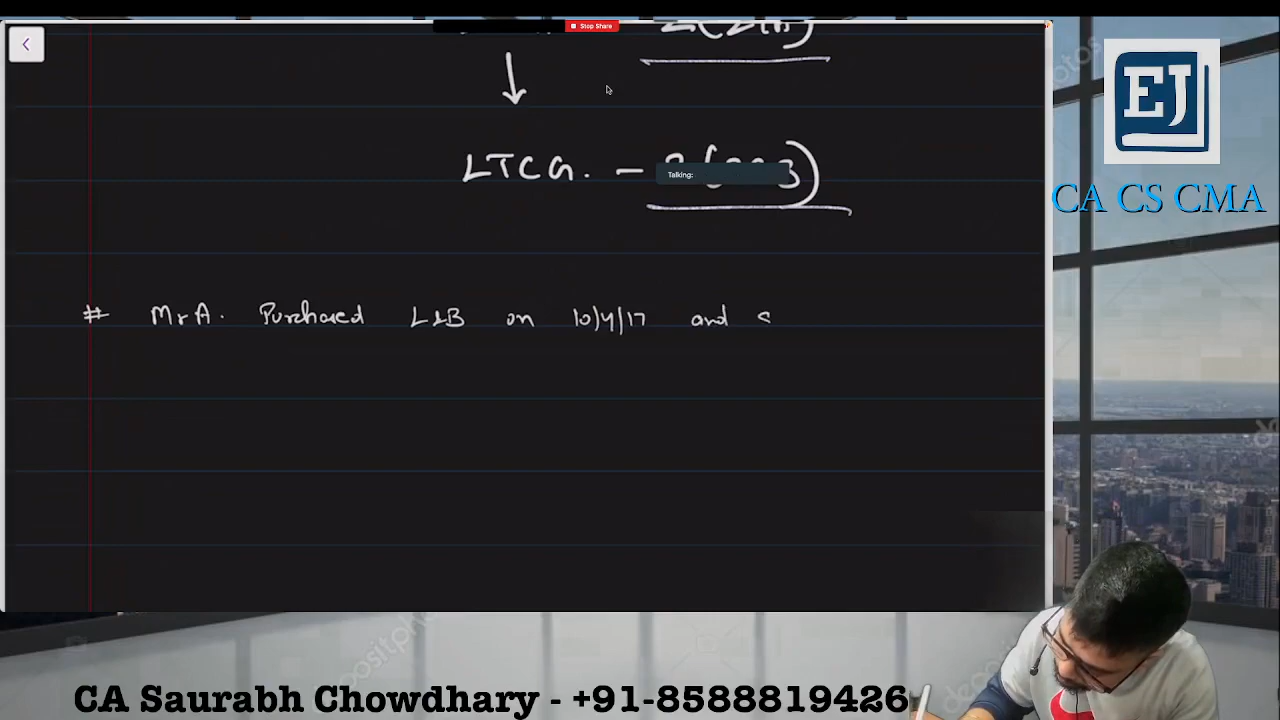 Stop Share
EJ
LTCG. -
Talking:
CA CS CMA
# Mr A. Purchased L&B on 10/4/17 and s
CA Saurabh Chowdhary - +91-8588819426